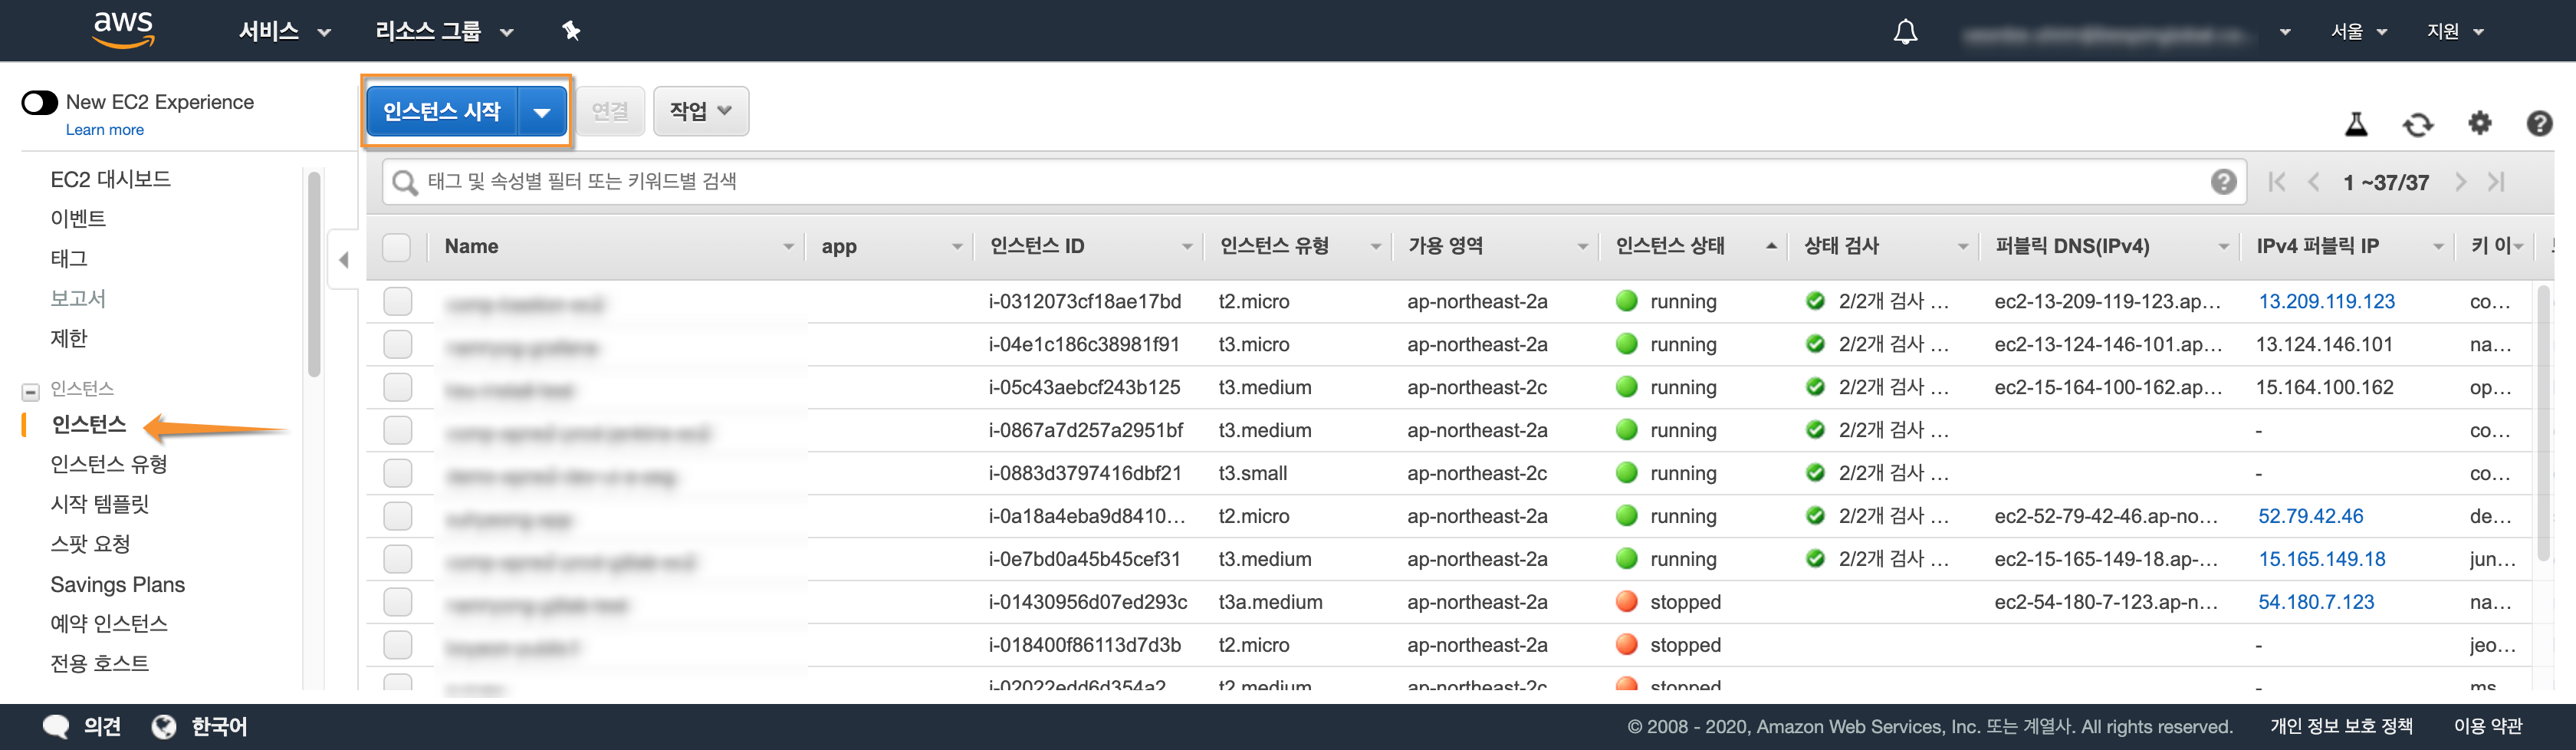 aws 서비스 리소스 그룹 서울 지원
New EC2 Experience
Learn more
EC2 대시보드
이벤트
태그
보고서
제한
인스턴스
인스턴스
인스턴스 유형
시작 템플릿
스팟 요청
Savings Plans
예약 인스턴스
전용 호스트
인스턴스 시작 연결 작업
태그 및 속성별 필터 또는 키워드별 검색 1 ~37/37
Name app 인스턴스 ID 인스턴스 유형 가용 영역 인스턴스 상태 상태 검사 퍼블릭 DNS(IPv4) IPv4 퍼블릭 IP 키 이
i-0312073cf18ae17bd t2.micro ap-northeast-2a running 2/2개 검사 ... ec2-13-209-119-123.ap... 13.209.119.123 co...
i-04e1c186c38981f91 t3.micro ap-northeast-2a running 2/2개 검사 ... ec2-13-124-146-101.ap... 13.124.146.101 na...
i-05c43aebcf243b125 t3.medium ap-northeast-2c running 2/2개 검사 ... ec2-15-164-100-162.ap... 15.164.100.162 op...
i-0867a7d257a2951bf t3.medium ap-northeast-2a running 2/2개 검사 ... - co...
i-0883d3797416dbf21 t3.small ap-northeast-2c running 2/2개 검사 ... - co...
i-0a18a4eba9d8410... t2.micro ap-northeast-2a running 2/2개 검사 ... ec2-52-79-42-46.ap-no... 52.79.42.46 de...
i-0e7bd0a45b45cef31 t3.medium ap-northeast-2a running 2/2개 검사 ... ec2-15-165-149-18.ap-... 15.165.149.18 jun...
i-01430956d07ed293c t3a.medium ap-northeast-2a stopped ec2-54-180-7-123.ap-n... 54.180.7.123 na...
i-018400f86113d7d3b t2.micro ap-northeast-2a stopped - jeo...
i-02022edd6d354a2 t2.medium ap-northeast-2c stopped - ms
의견 한국어 © 2008 - 2020, Amazon Web Services, Inc. 또는 계열사. All rights reserved. 개인 정보 보호 정책 이용 약관